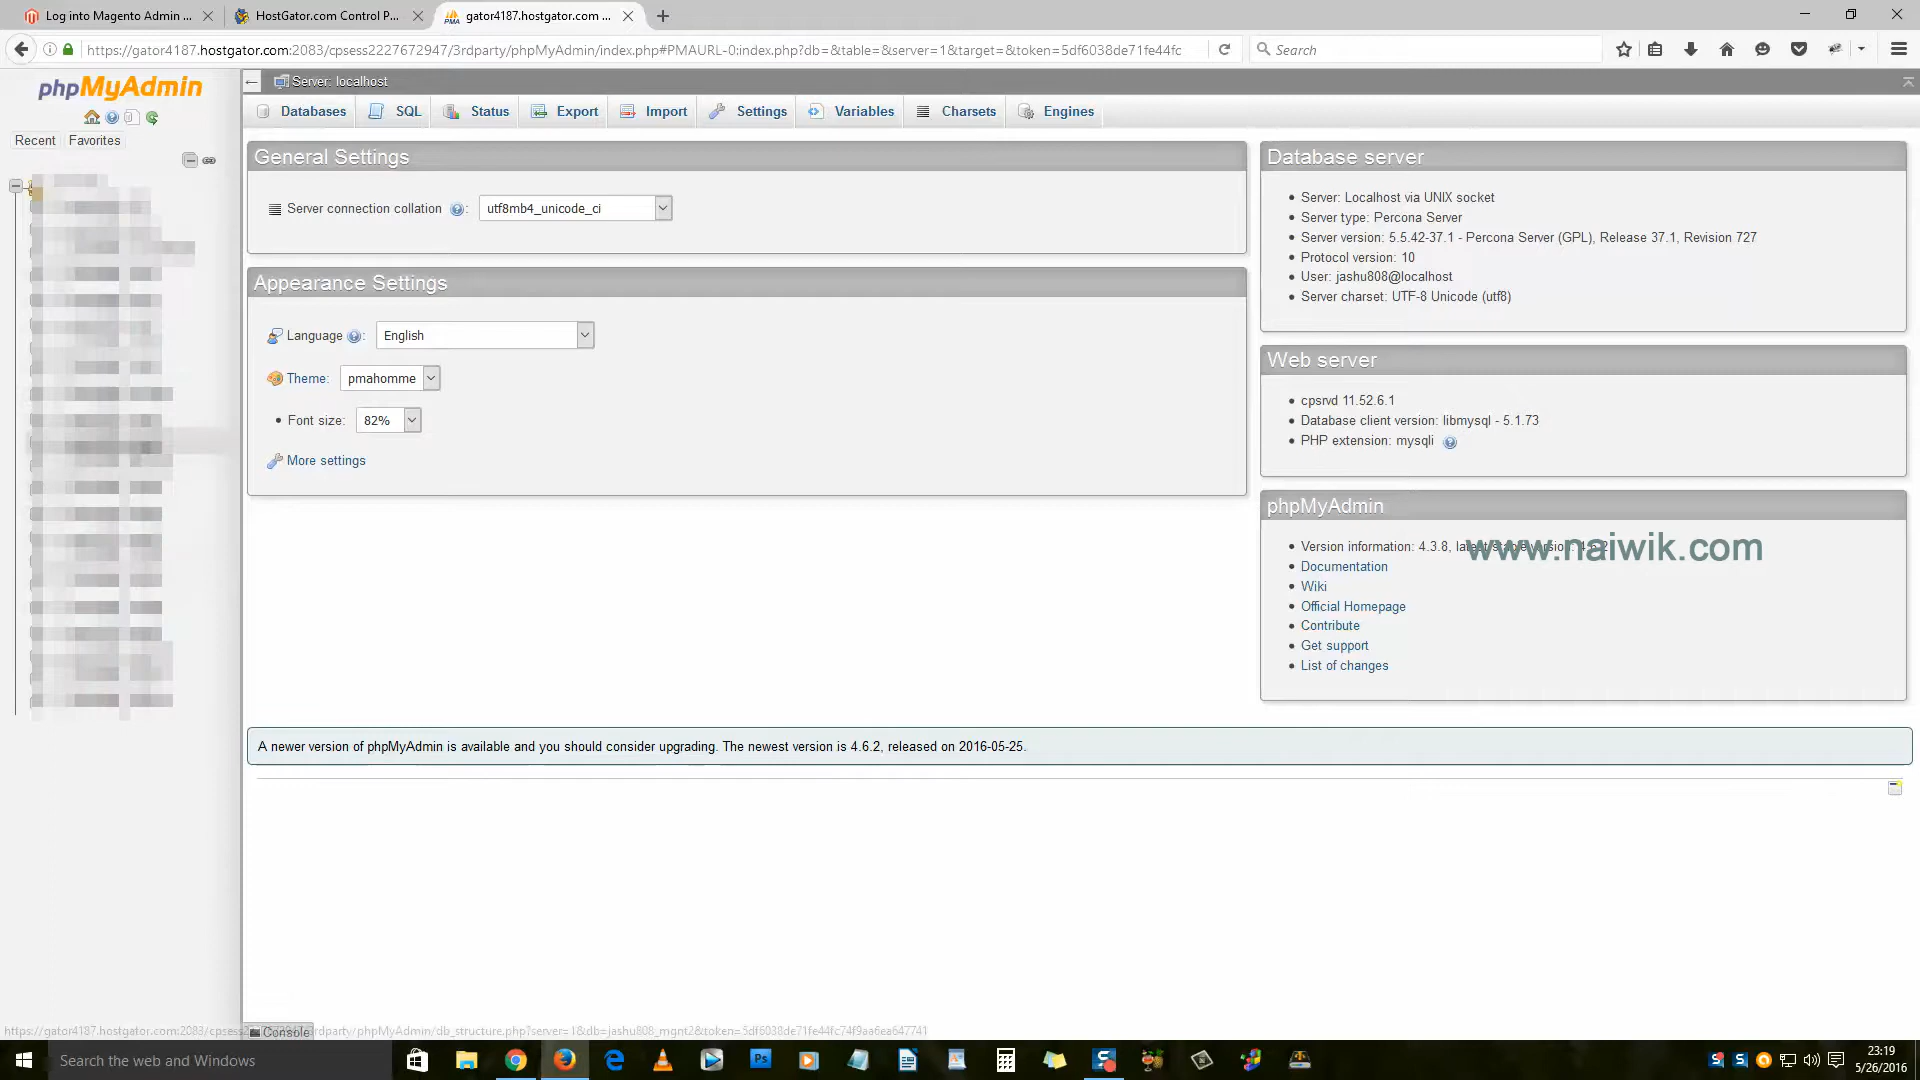 Log into Magento Admin ...
HostGator.com Control P...
gator4187.hostgator.com ...
https://gator4187.hostgator.com:2083/cpsess2227672947/3rdparty/phpMyAdmin/index.php#PMAURL-0:index.php?db=&table=&server=1&target=&token=5df6038de71fe44fc
Search
phpMyAdmin
Recent Favorites
Server: localhost
Databases SQL Status Export Import Settings Variables Charsets Engines
General Settings
Server connection collation : utf8mb4_unicode_ci
Appearance Settings
Language : English
Theme: pmahomme
Font size: 82%
More settings
Database server
Server: Localhost via UNIX socket
Server type: Percona Server
Server version: 5.5.42-37.1 - Percona Server (GPL), Release 37.1, Revision 727
Protocol version: 10
User: jashu808@localhost
Server charset: UTF-8 Unicode (utf8)
Web server
cpsrvd 11.52.6.1
Database client version: libmysql - 5.1.73
PHP extension: mysqli
phpMyAdmin
Version information: 4.3.8, latest stable version: 4.6.2
www.naiwik.com
Documentation
Wiki
Official Homepage
Contribute
Get support
List of changes
A newer version of phpMyAdmin is available and you should consider upgrading. The newest version is 4.6.2, released on 2016-05-25.
Console
Search the web and Windows
23:19
5/26/2016